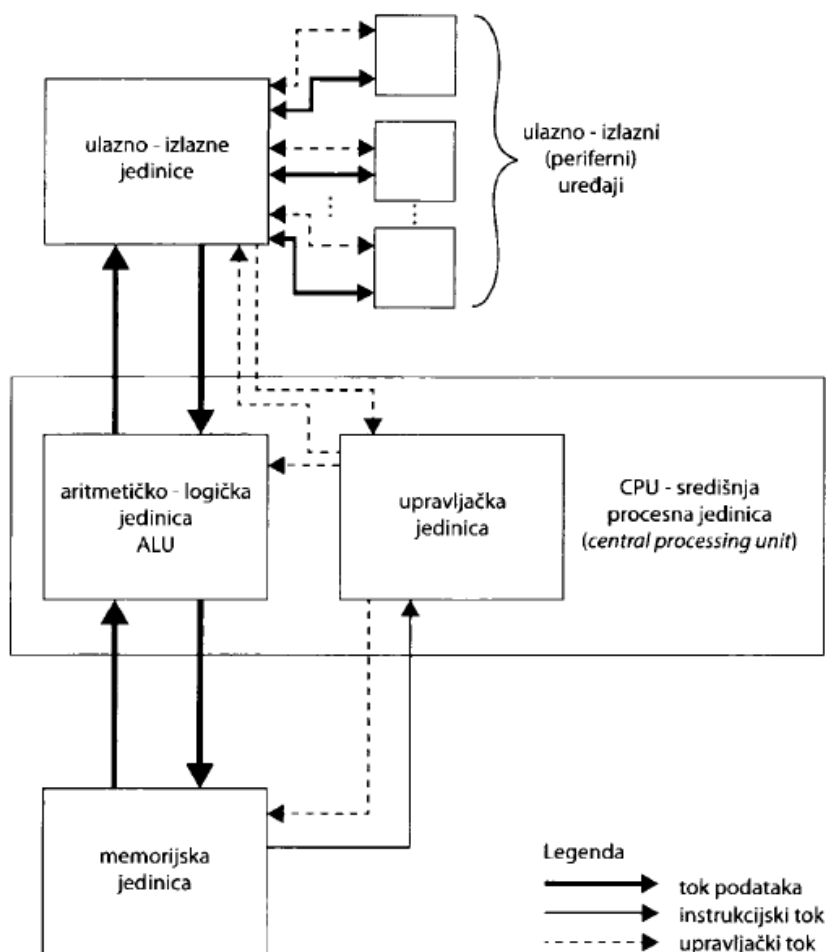 ulazno - izlazne
jedinice
ulazno - izlazni
(periferni)
uređaji
aritmetičko - logička
jedinica
ALU
upravljačka
jedinica
CPU - središnja
procesna jedinica
(central processing unit)
memorijska
jedinica
Legenda
tok podataka
instrukcijski tok
upravljački tok